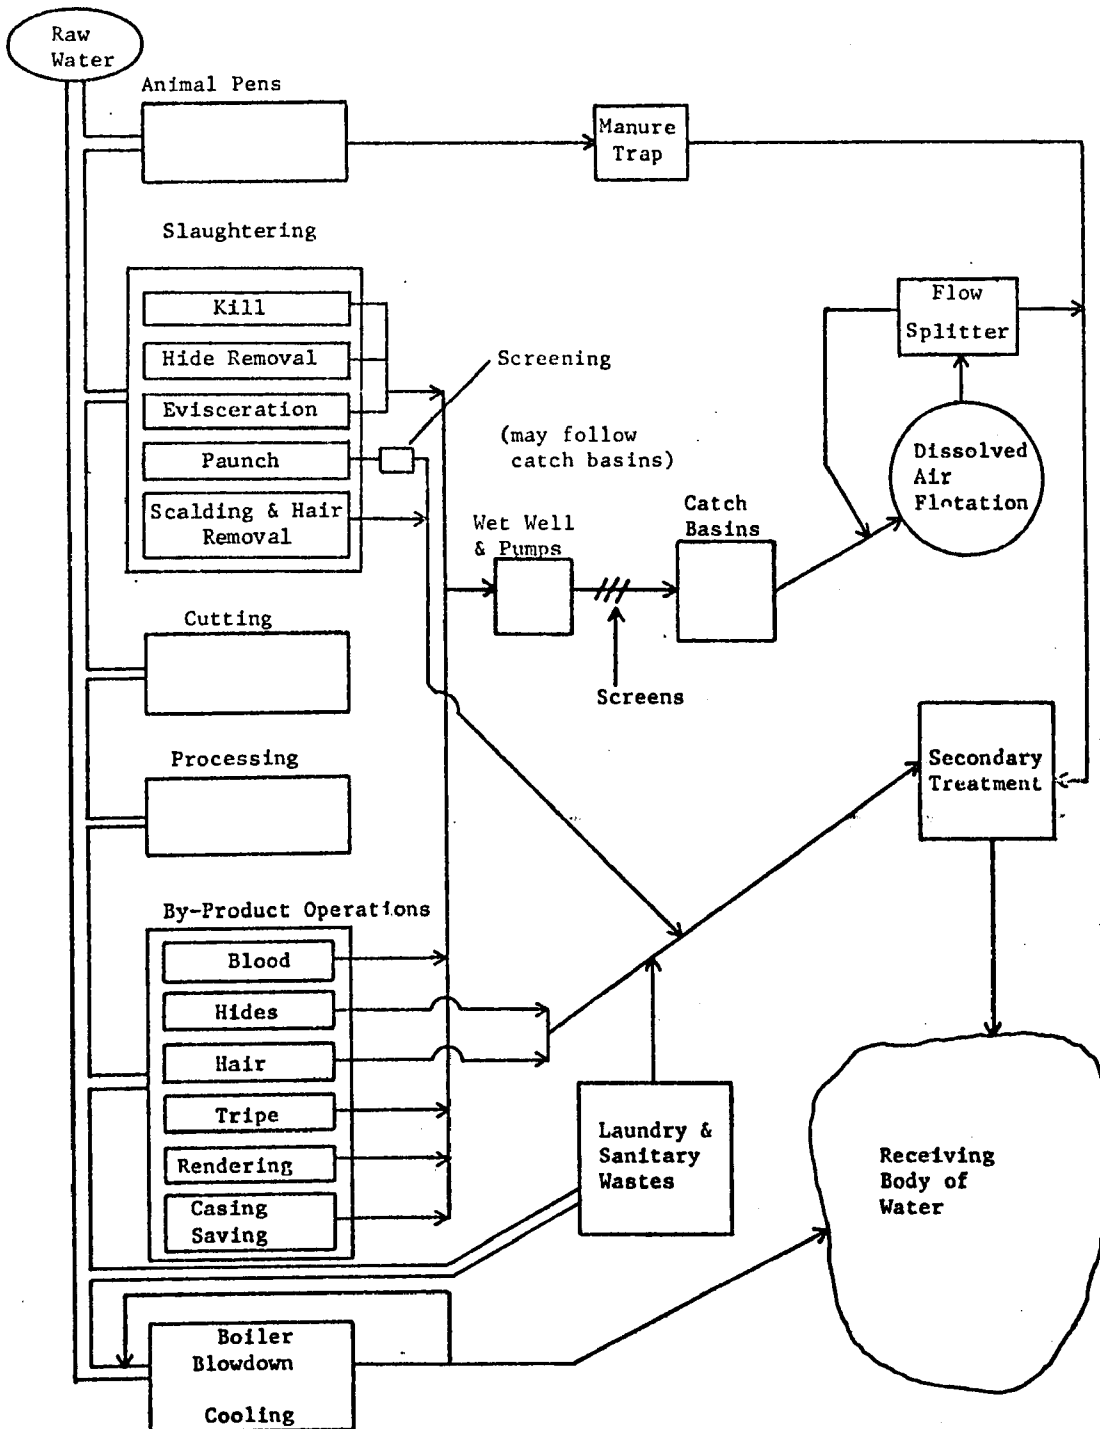 Raw
Water
Animal Pens
Manure
Trap
Slaughtering
Kill
Hide Removal
Evisceration
Paunch
Scalding & Hair
Removal
Screening
(may follow
catch basins)
Flow
Splitter
Dissolved
Air
Flotation
Wet Well
& Pumps
Catch
Basins
Screens
Cutting
Processing
Secondary
Treatment
By-Product Operations
Blood
Hides
Hair
Tripe
Rendering
Casing
Saving
Laundry &
Sanitary
Wastes
Receiving
Body of
Water
Boiler
Blowdown
Cooling